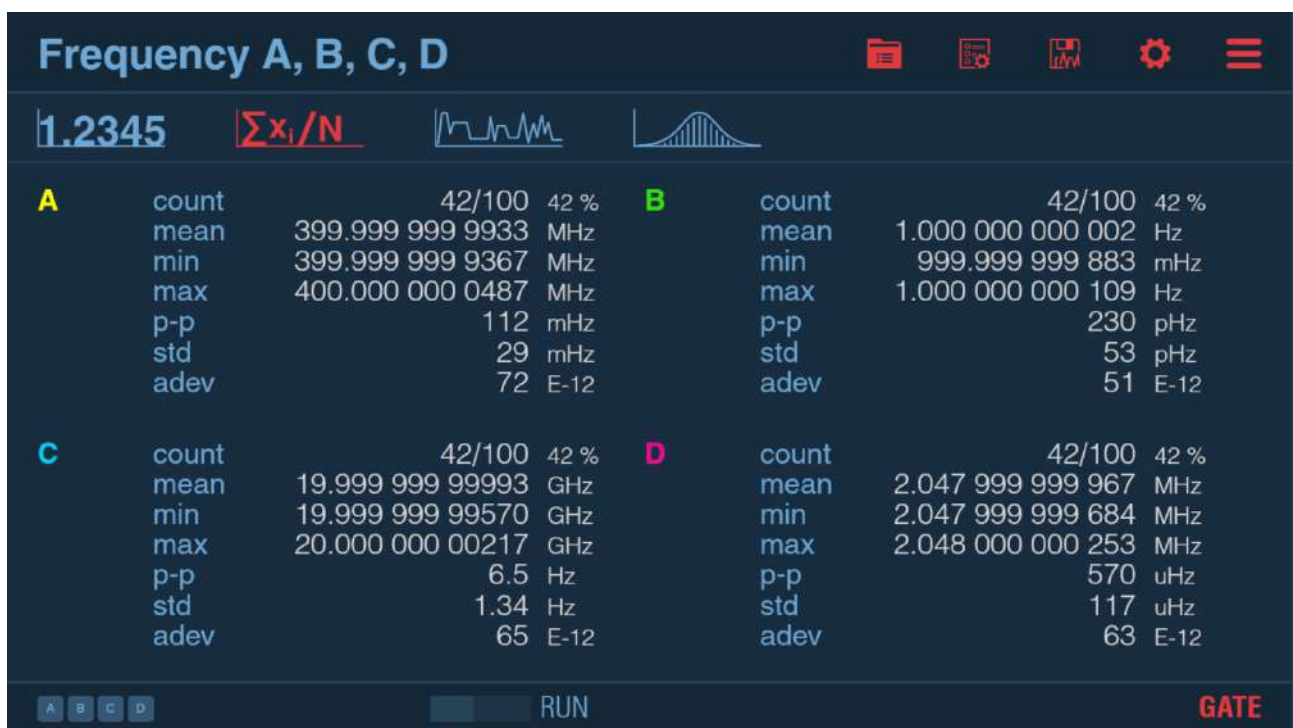 Frequency A, B, C, D
1.2345 Σxi/N
A count 42/100 42 %
mean 399.999 999 9933 MHz
min 399.999 999 9367 MHz
max 400.000 000 0487 MHz
p-p 112 mHz
std 29 mHz
adev 72 E-12
B count 42/100 42 %
mean 1.000 000 000 002 Hz
min 999.999 999 883 mHz
max 1.000 000 000 109 Hz
p-p 230 pHz
std 53 pHz
adev 51 E-12
C count 42/100 42 %
mean 19.999 999 99993 GHz
min 19.999 999 99570 GHz
max 20.000 000 00217 GHz
p-p 6.5 Hz
std 1.34 Hz
adev 65 E-12
D count 42/100 42 %
mean 2.047 999 999 967 MHz
min 2.047 999 999 684 MHz
max 2.048 000 000 253 MHz
p-p 570 uHz
std 117 uHz
adev 63 E-12
A B C D RUN GATE